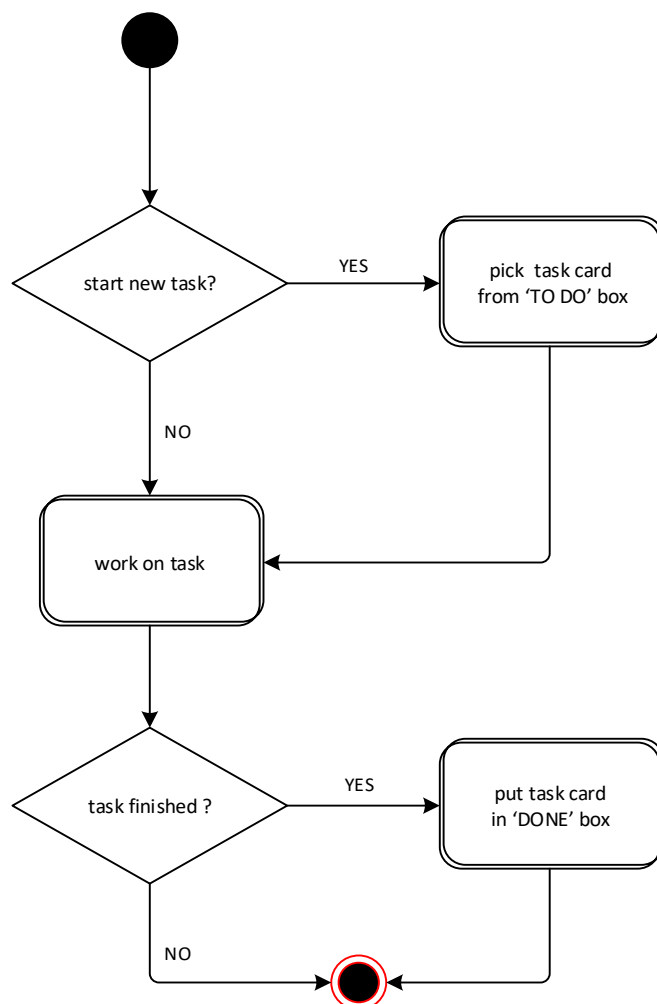 start new task?
YES
pick task card
from ‘TO DO’ box
NO
work on task
task finished ?
YES
put task card
in ‘DONE’ box
NO